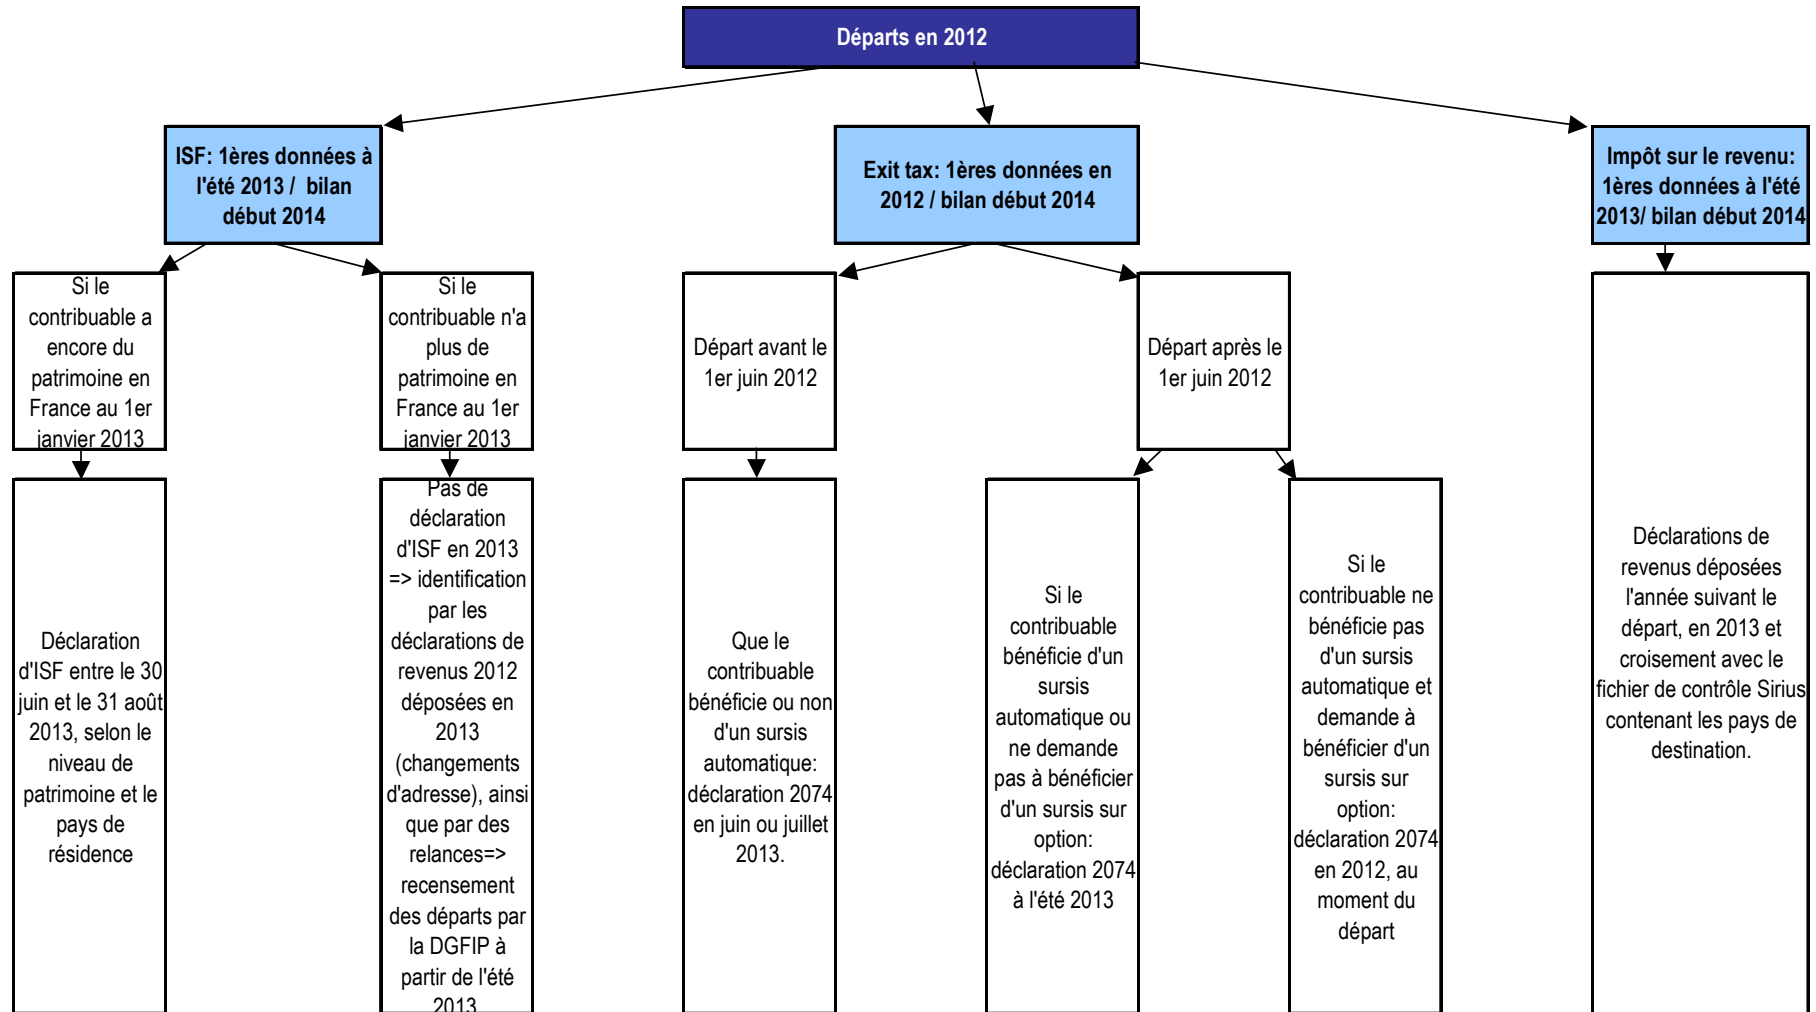 Départs en 2012
ISF: 1ères données à
l'été 2013 / bilan
début 2014
Exit tax: 1ères données en
2012 / bilan début 2014
Impôt sur le revenu:
1ères données à l'été
2013/ bilan début 2014
Si le
contribuable a
encore du
patrimoine en
France au 1er
janvier 2013
Si le
contribuable n'a
plus de
patrimoine en
France au 1er
janvier 2013
Départ avant le
1er juin 2012
Départ après le
1er juin 2012
Déclaration
d'ISF entre le 30
juin et le 31 août
2013, selon le
niveau de
patrimoine et le
pays de
résidence
Pas de
déclaration
d'ISF en 2013
=> identification
par les
déclarations de
revenus 2012
déposées en
2013
(changements
d'adresse), ainsi
que par des
relances=>
recensement
des départs par
la DGFIP à
partir de l'été
2013
Que le
contribuable
bénéficie ou non
d'un sursis
automatique:
déclaration 2074
en juin ou juillet
2013.
Si le
contribuable
bénéficie d'un
sursis
automatique ou
ne demande
pas à bénéficier
d'un sursis sur
option:
déclaration 2074
à l'été 2013
Si le
contribuable ne
bénéficie pas
d'un sursis
automatique et
demande à
bénéficier d'un
sursis sur
option:
déclaration 2074
en 2012, au
moment du
départ
Déclarations de
revenus déposées
l'année suivant le
départ, en 2013 et
croisement avec le
fichier de contrôle Sirius
contenant les pays de
destination.